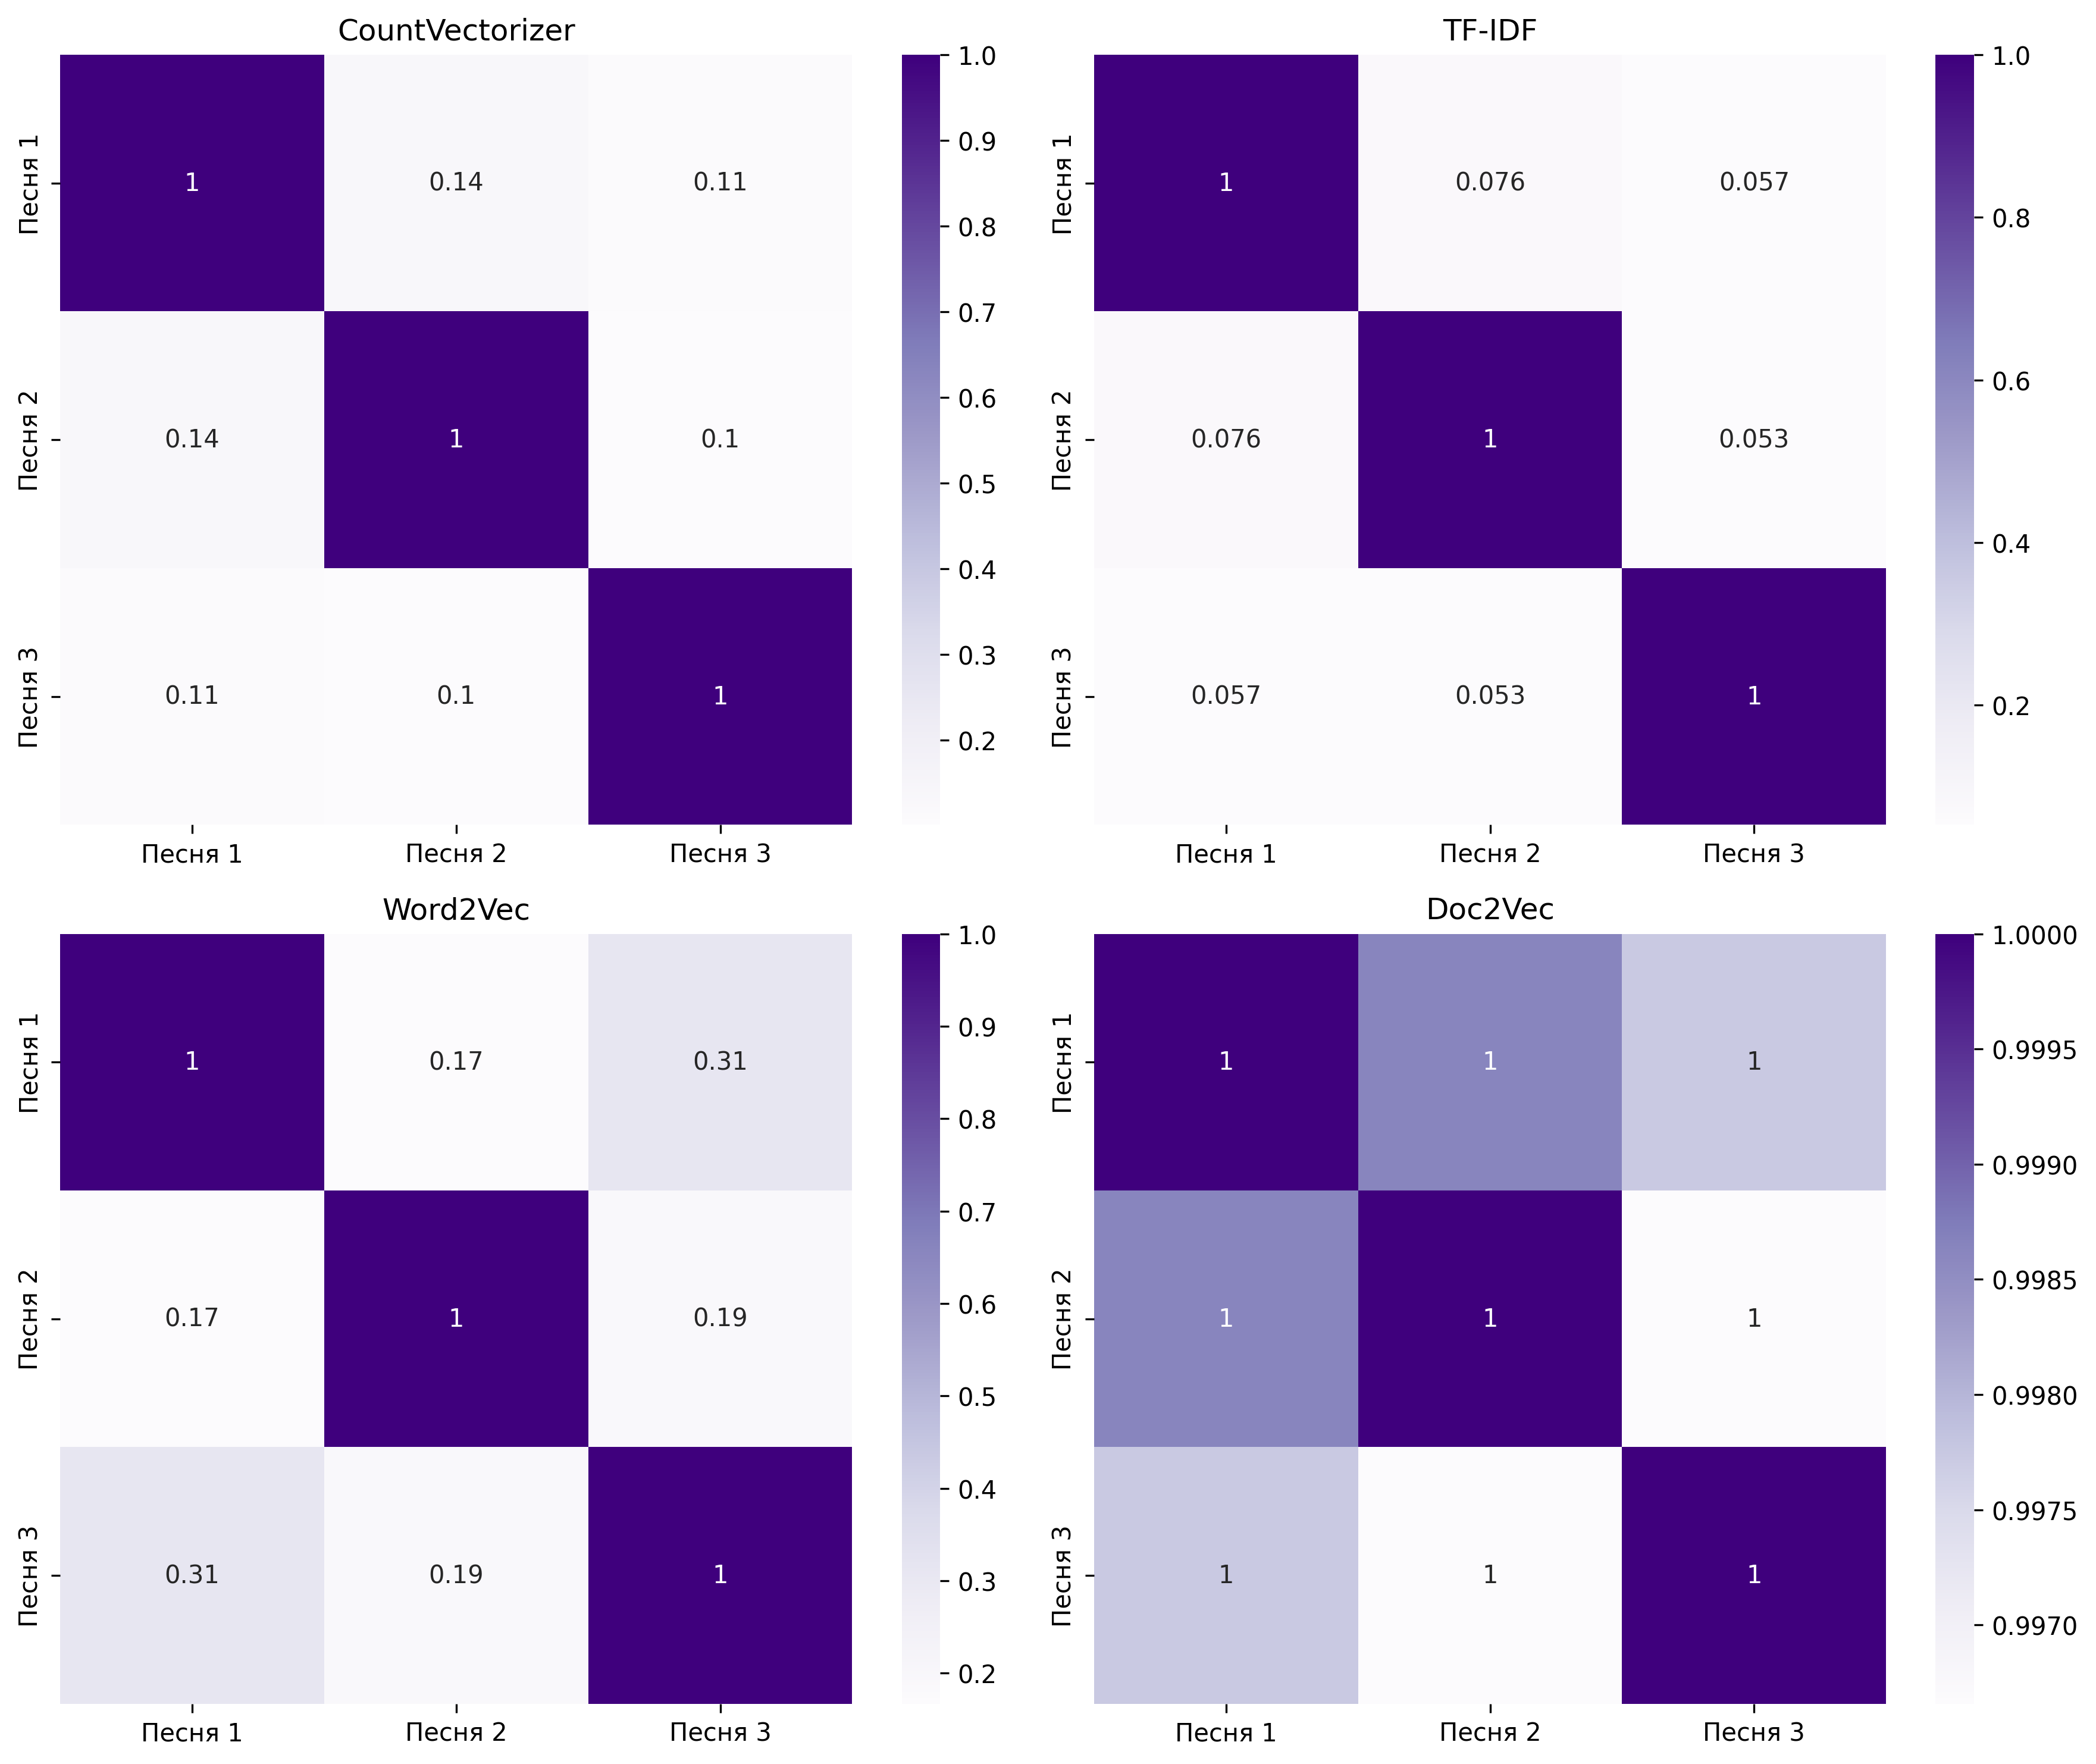 CountVectorizer
Песня 1
Песня 2
Песня 3
1 0.14 0.11
0.14 1 0.1
0.11 0.1 1
Песня 1 Песня 2 Песня 3
1.0
0.9
0.8
0.7
0.6
0.5
0.4
0.3
0.2
TF-IDF
Песня 1
Песня 2
Песня 3
1 0.076 0.057
0.076 1 0.053
0.057 0.053 1
Песня 1 Песня 2 Песня 3
1.0
0.8
0.6
0.4
0.2
Word2Vec
Песня 1
Песня 2
Песня 3
1 0.17 0.31
0.17 1 0.19
0.31 0.19 1
Песня 1 Песня 2 Песня 3
1.0
0.9
0.8
0.7
0.6
0.5
0.4
0.3
0.2
Doc2Vec
Песня 1
Песня 2
Песня 3
1 1 1
1 1 1
1 1 1
Песня 1 Песня 2 Песня 3
1.0000
0.9995
0.9990
0.9985
0.9980
0.9975
0.9970